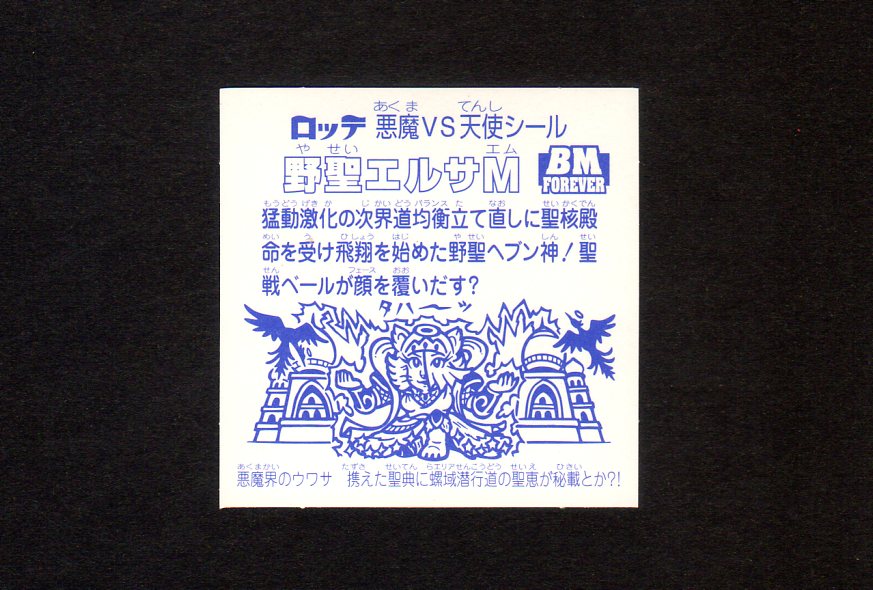 ロッテ 悪魔VS天使シール
野聖エルサM
BM
FOREVER
猛動激化の次界道均衡立て直しに聖核殿
命を受け飛翔を始めた野聖ヘブン神!聖
戦ベールが顔を覆いだす?
タハーーッ
悪魔界のウワサ 携えた聖典に螺域潜行道の聖恵が秘載とか?!